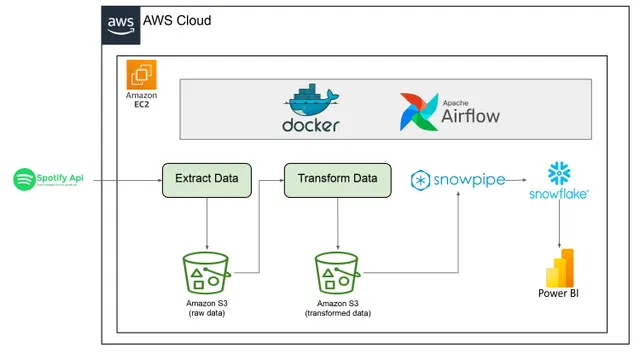 aws
AWS Cloud
Amazon
EC2
docker
Apache
Airflow
Spotify Api
Extract Data
Transform Data
snowpipe
snowflake®
Amazon S3
(raw data)
Amazon S3
(transformed data)
Power BI